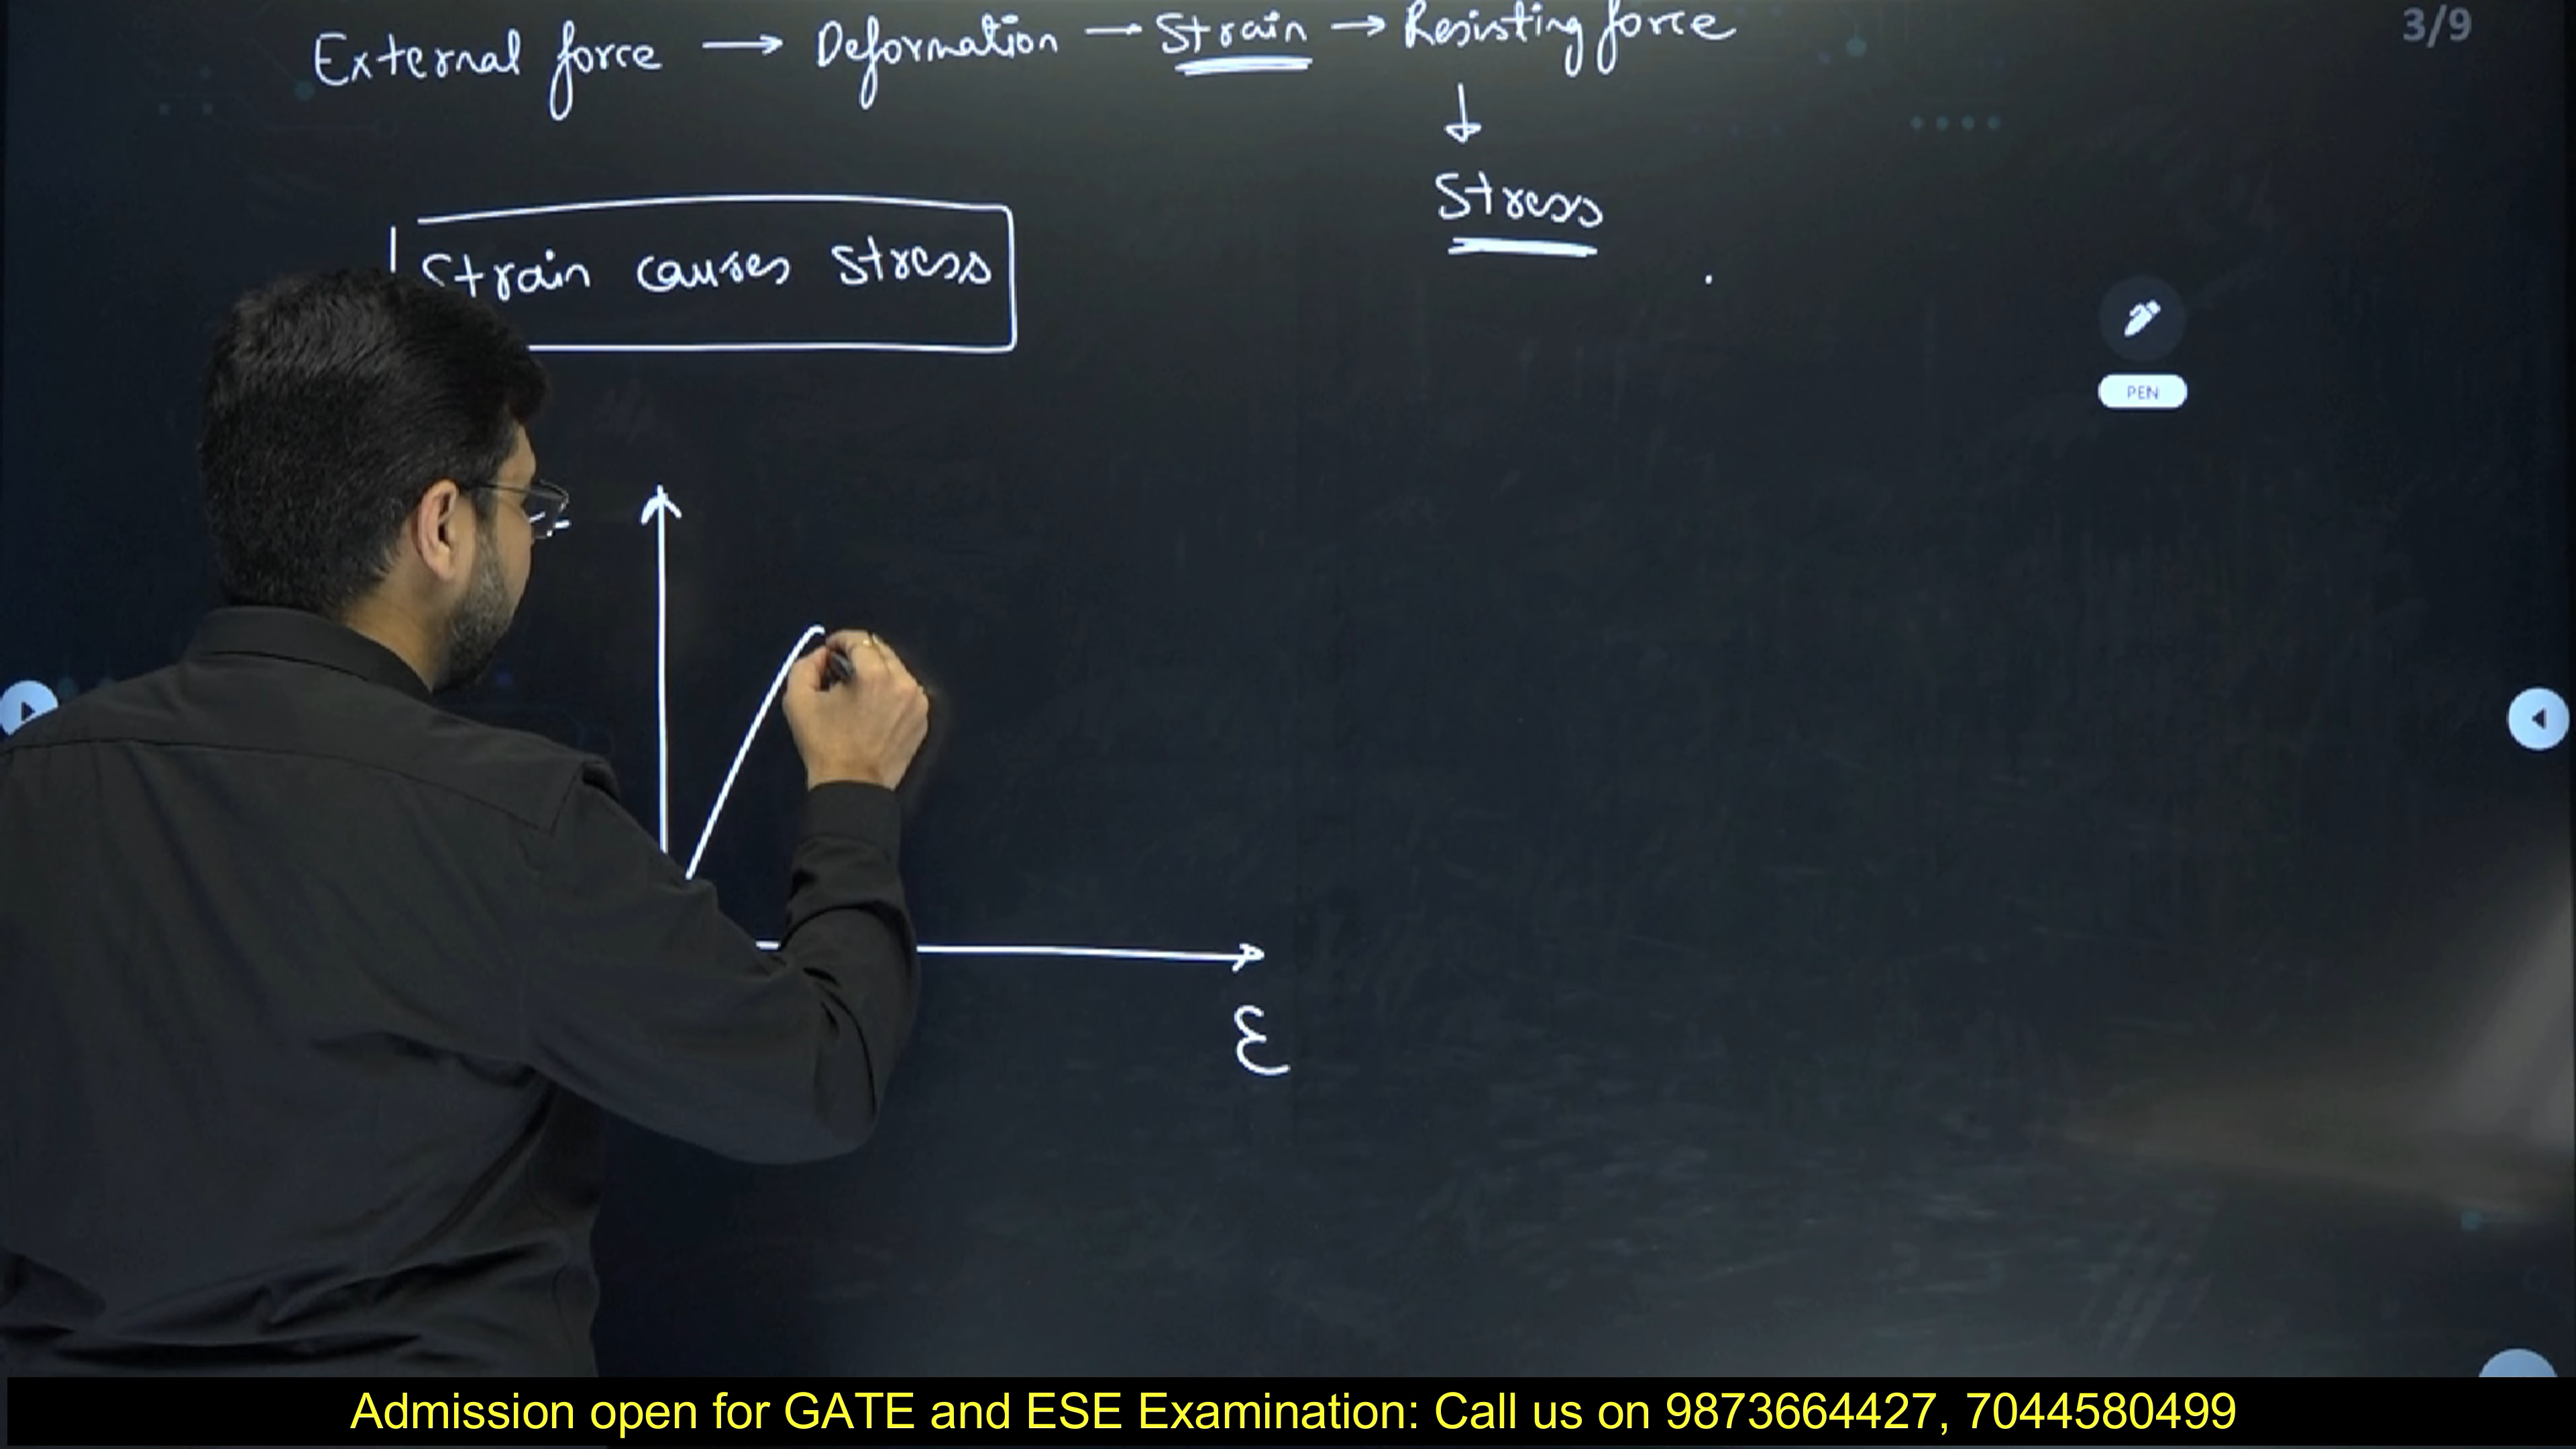 3/9
External force → Deformation → Strain → Resisting force
↓
Stress
Strain causes stress
PEN
ε
Admission open for GATE and ESE Examination: Call us on 9873664427, 7044580499